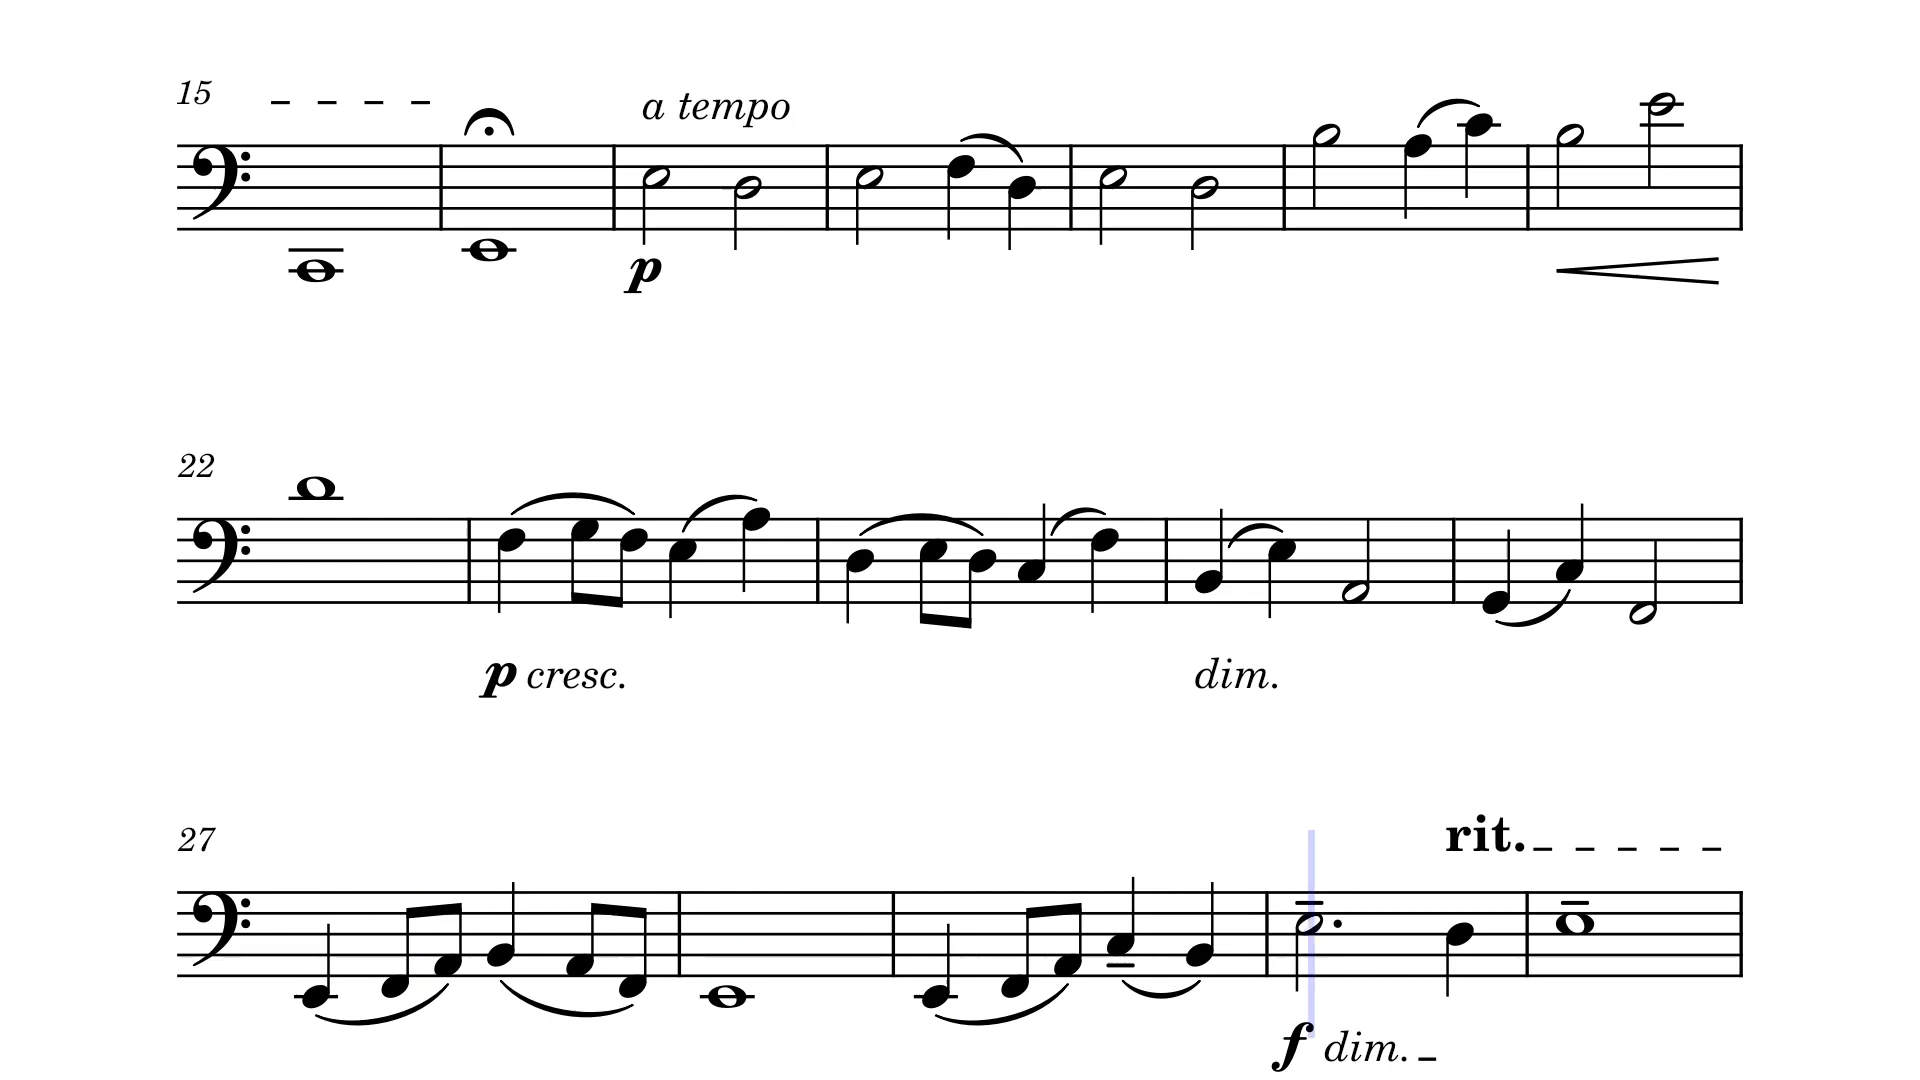 15
a tempo
p
22
p cresc.
dim.
27
rit.
f dim.